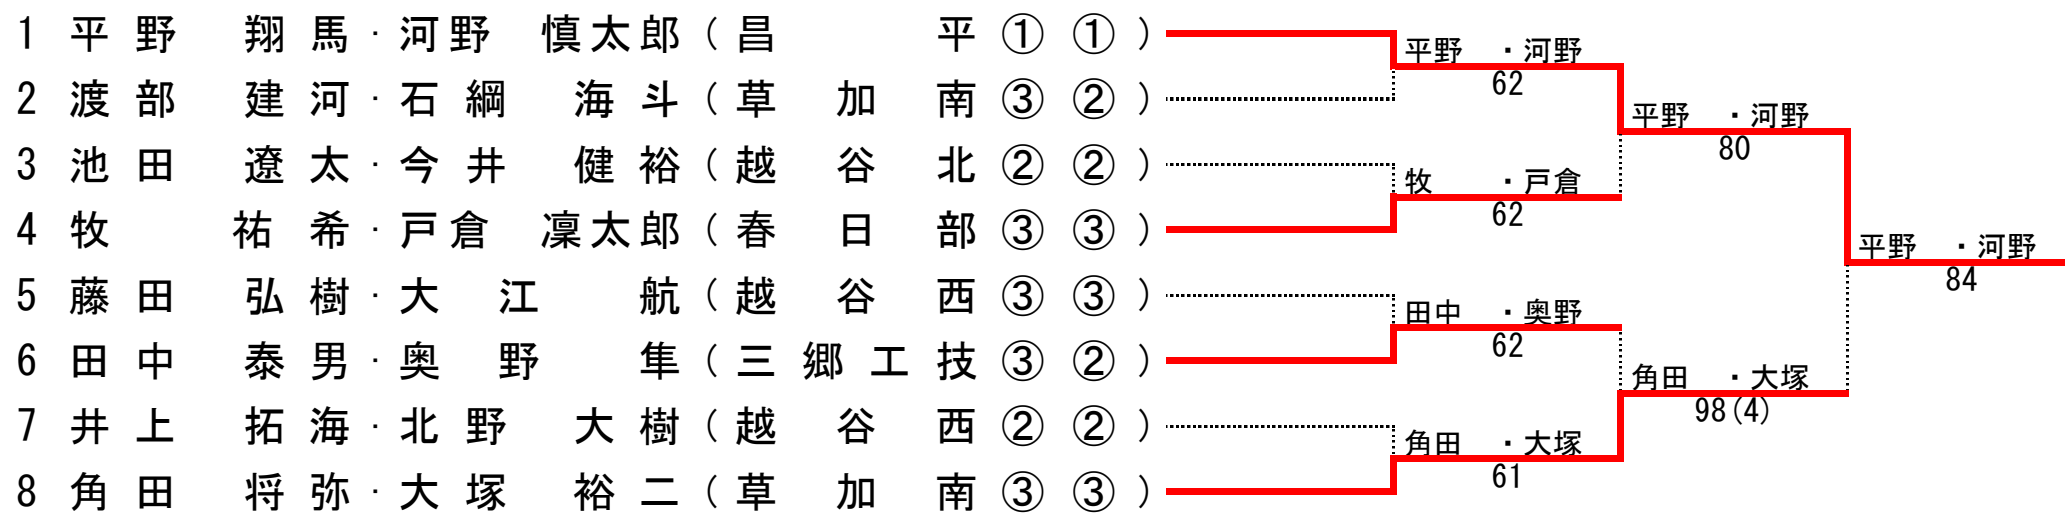 1 平野 翔馬・河野 慎太郎（昌 平 ① ①）
2 渡部 建河・石綱 海斗（草 加 南 ③ ②）
3 池田 遼太・今井 健裕（越 谷 北 ② ②）
4 牧 祐希・戸倉 凜太郎（春 日 部 ③ ③）
5 藤田 弘樹・大江 航（越 谷 西 ③ ③）
6 田中 泰男・奥野 隼（三 郷 工 技 ③ ②）
7 井上 拓海・北野 大樹（越 谷 西 ② ②）
8 角田 将弥・大塚 裕二（草 加 南 ③ ③）
平野 ・河野
62
牧 ・戸倉
62
田中 ・奥野
62
角田 ・大塚
61
平野 ・河野
80
角田 ・大塚
98(4)
平野 ・河野
84